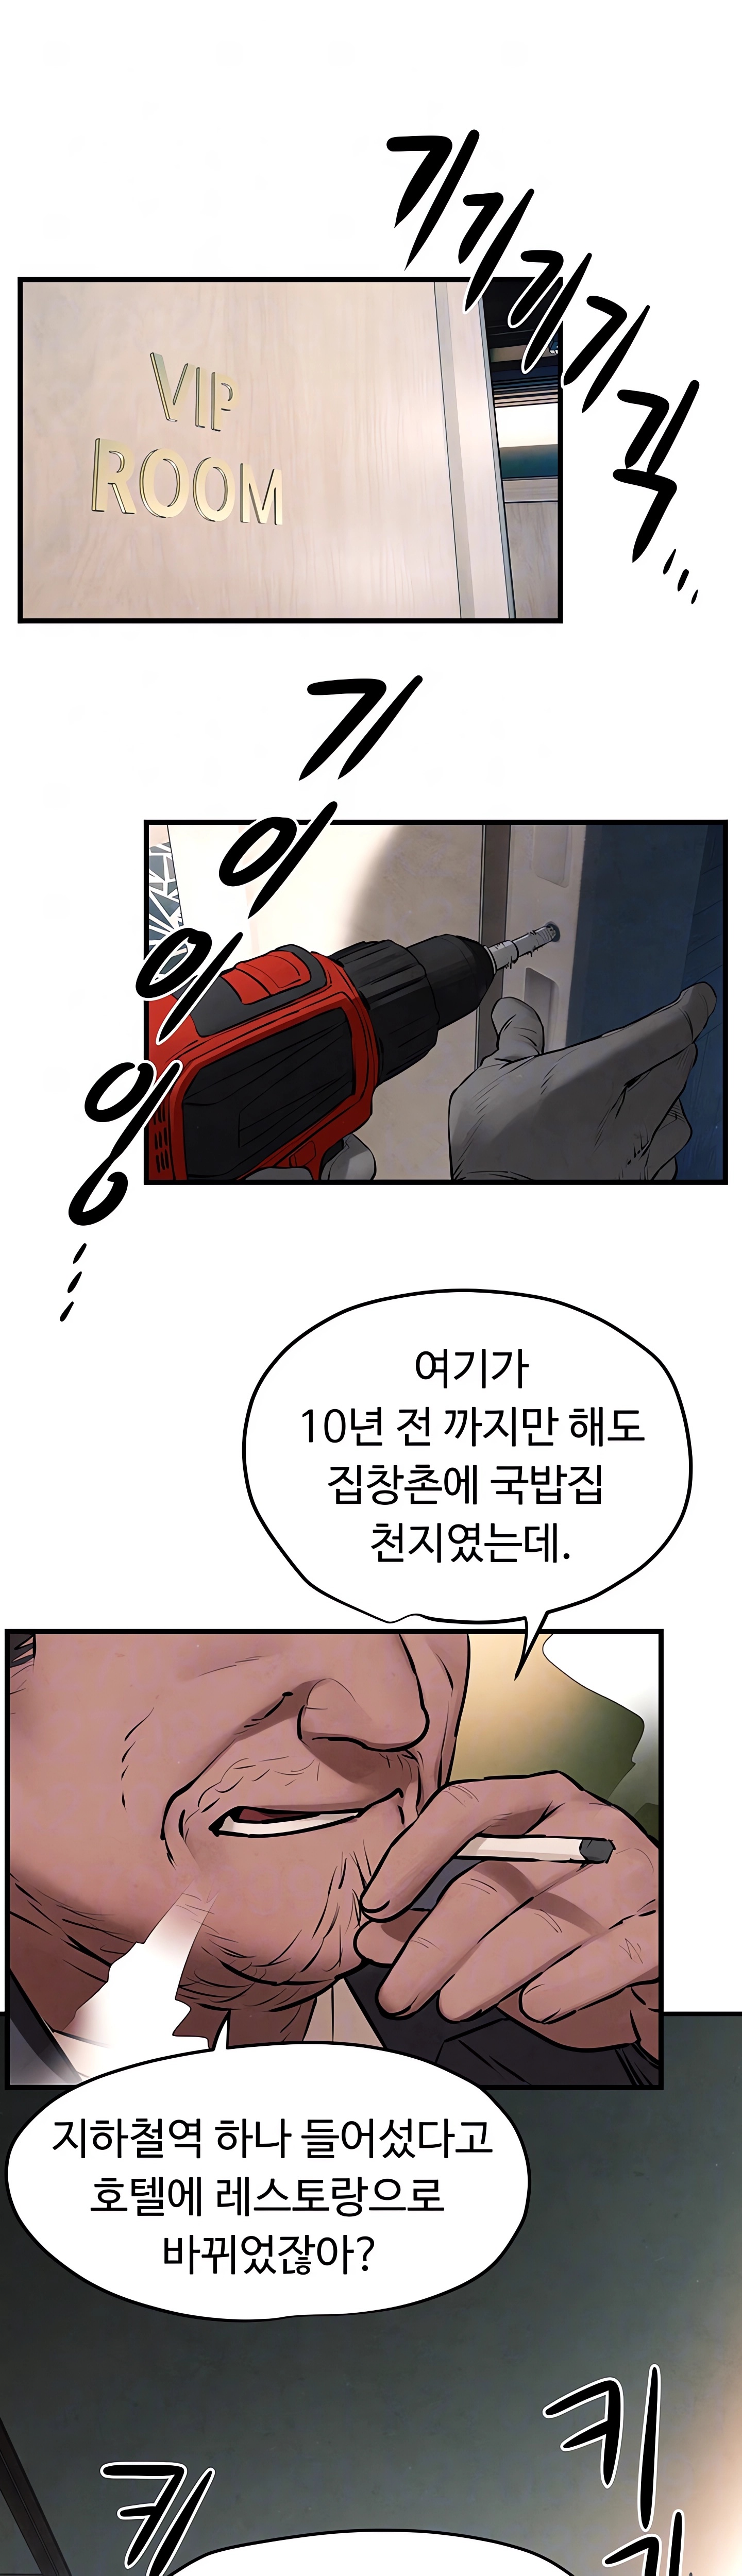 끼기기기긱
VIP
ROOM
끼이이이
여기가
10년 전 까지만 해도
집창촌에 국밥집
천지였는데.
지하철역 하나 들어섰다고
호텔에 레스토랑으로
바뀌었잖아?
키
키